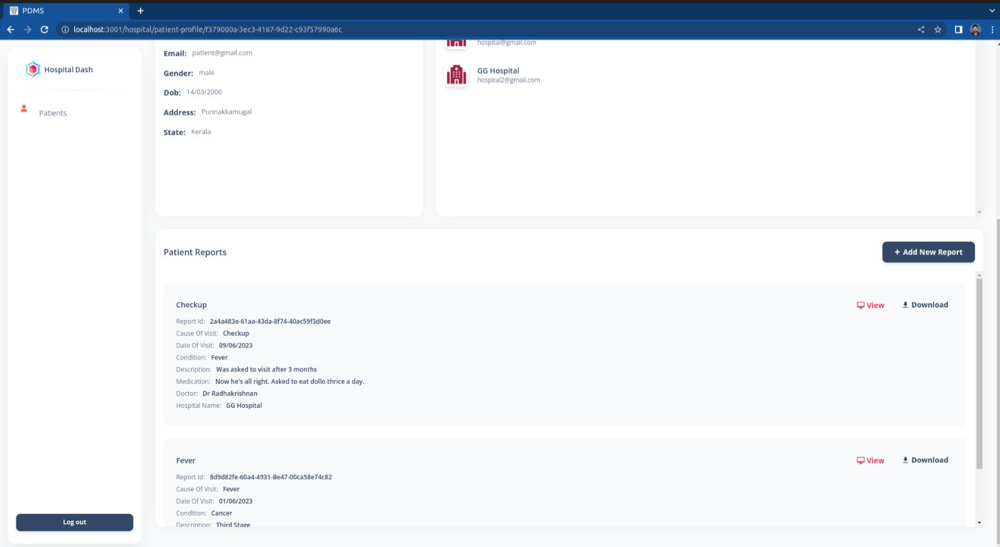 PDMS
localhost:3001/hospital/patient-profile/f379000a-3ec3-4167-9d22-c93f57990a6c
Hospital Dash
Patients
Log out
Email: patient@gmail.com
Gender: male
Dob: 14/03/2000
Address: Punnakkamugal
State: Kerala
hospital@gmail.com
GG Hospital
hospital2@gmail.com
Patient Reports
+ Add New Report
Checkup
View
Download
Report Id: 2a4a483e-61aa-43da-8f74-40ac59f3d0ee
Cause Of Visit: Checkup
Date Of Visit: 09/06/2023
Condition: Fever
Description: Was asked to visit after 3 months
Medication: Now he's all right. Asked to eat dollo thrice a day.
Doctor: Dr Radhakrishnan
Hospital Name: GG Hospital
Fever
View
Download
Report Id: 8d9d82fe-60a4-4931-Be47-00ca58e74c82
Cause Of Visit: Fever
Date Of Visit: 01/06/2023
Condition: Cancer
Description: Third Stage